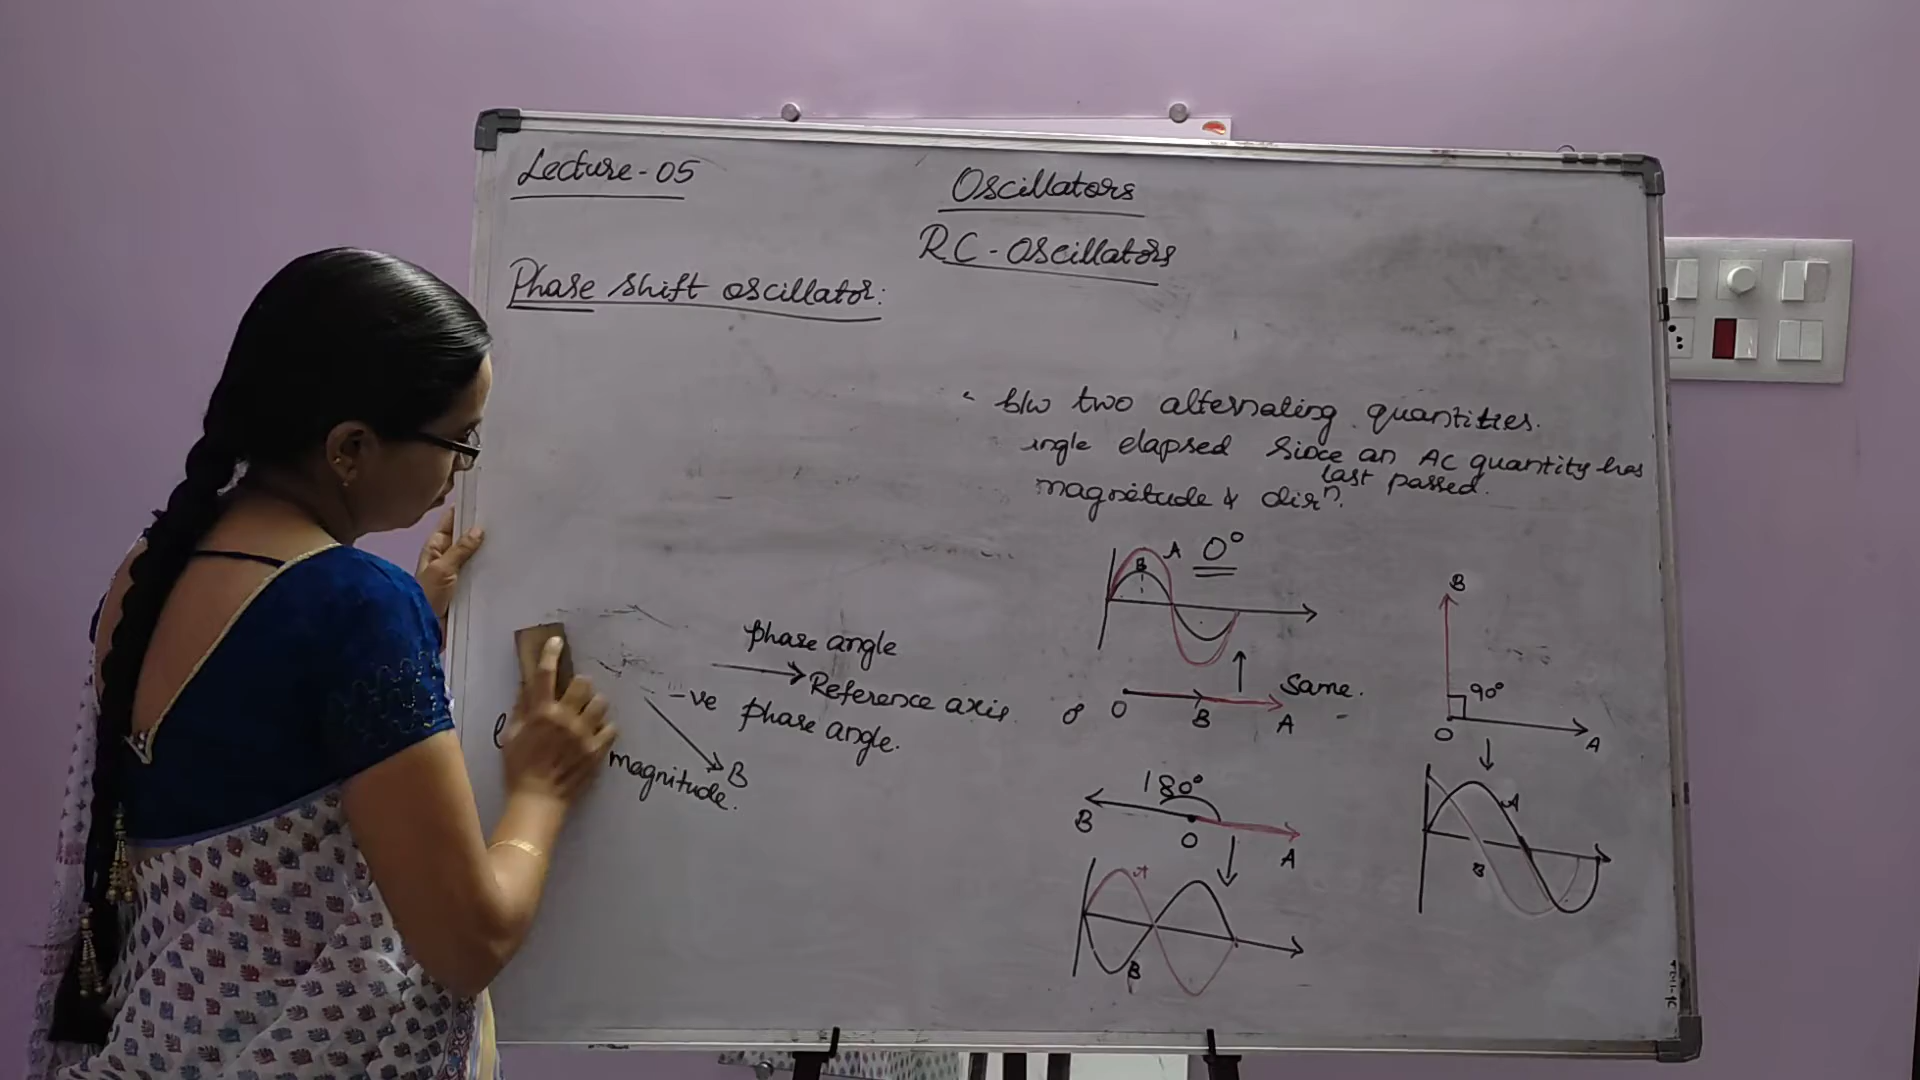 Lecture-05
Oscillators
RC-Oscillators
Phase shift oscillator:
b/w two alternating quantities.
ngle elapsed since an AC quantity has
last passed.
magnitude & dirn.
A
0°
B
phase angle
Reference axis
-ve phase angle.
B
magnitude.
O
B
A
Same.
B
90°
O
A
180°
B
O
A
A
B
A
B